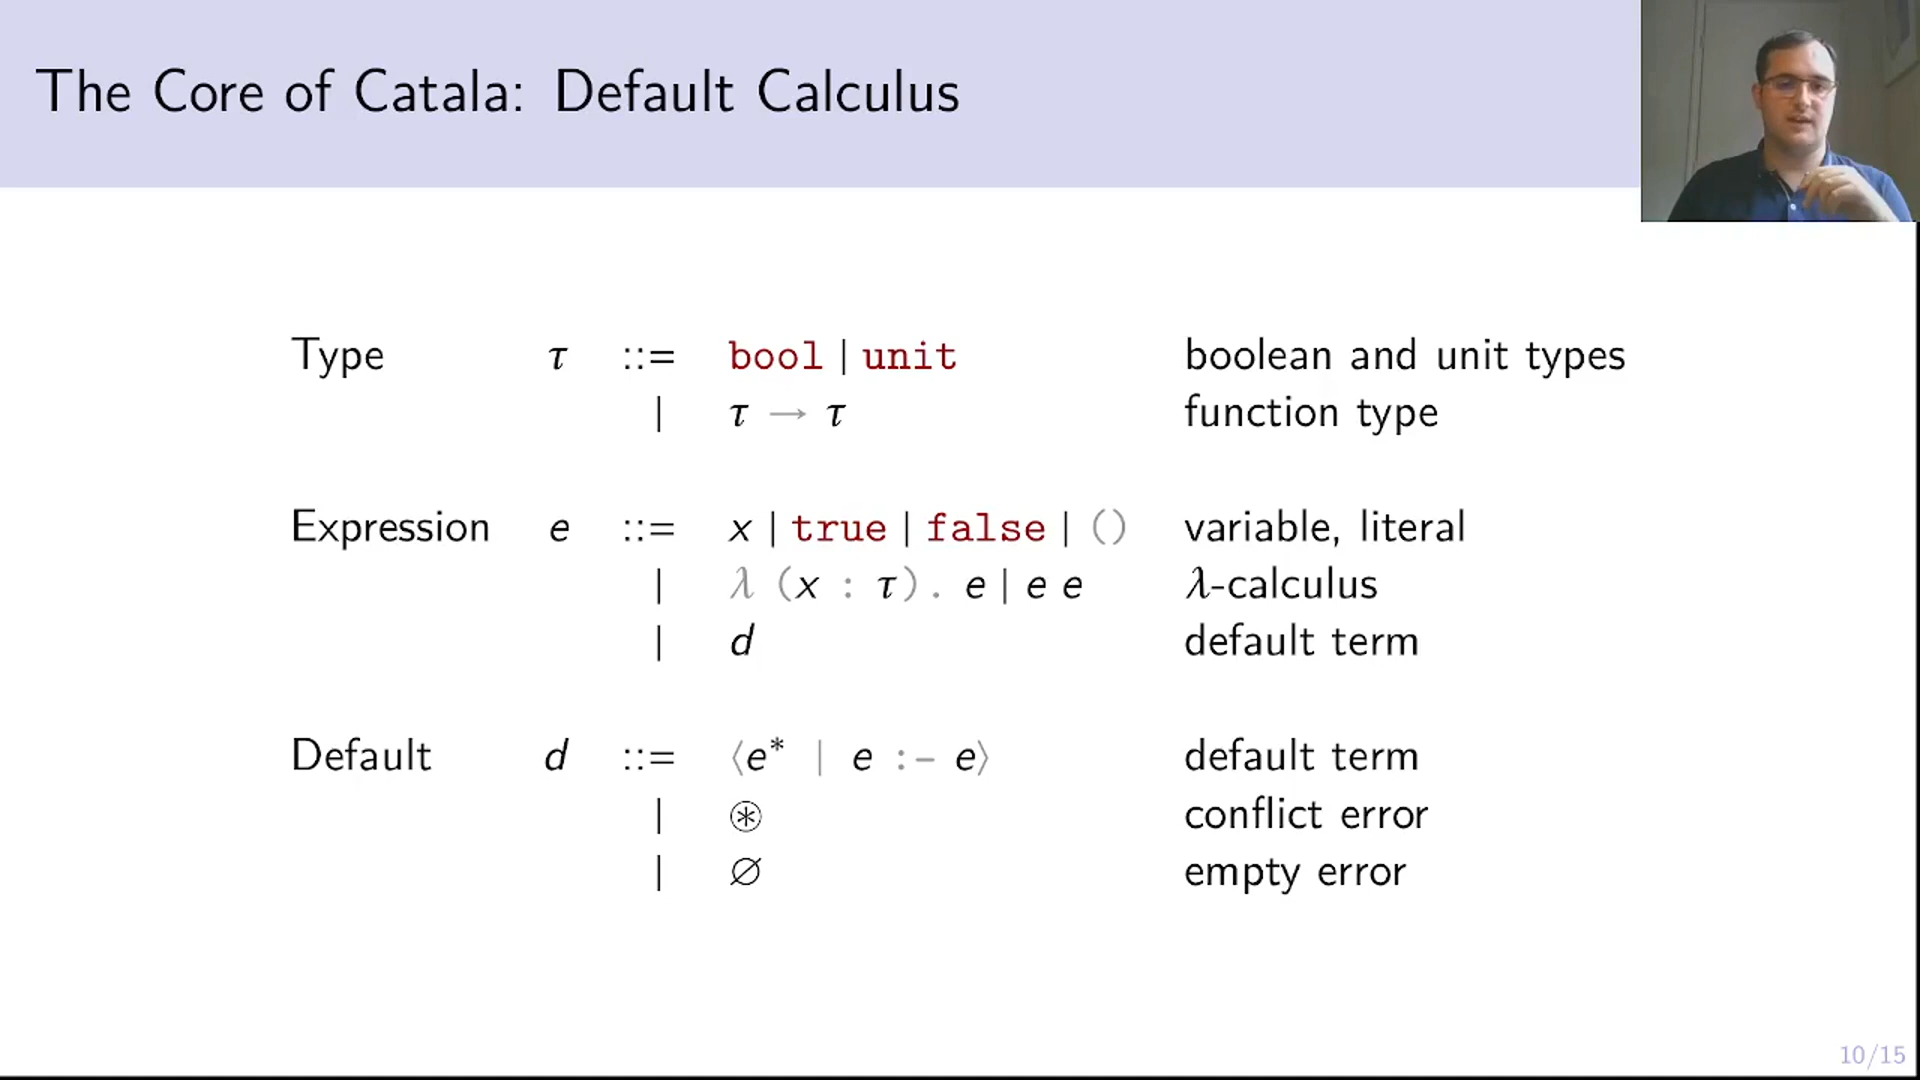 The Core of Catala: Default Calculus
Type τ ::= bool | unit boolean and unit types
| τ → τ function type
Expression e ::= x | true | false | () variable, literal
| λ (x : τ). e | e e λ-calculus
| d default term
Default d ::= ⟨e* | e :- e⟩ default term
| ⊛ conflict error
| ∅ empty error
10/15